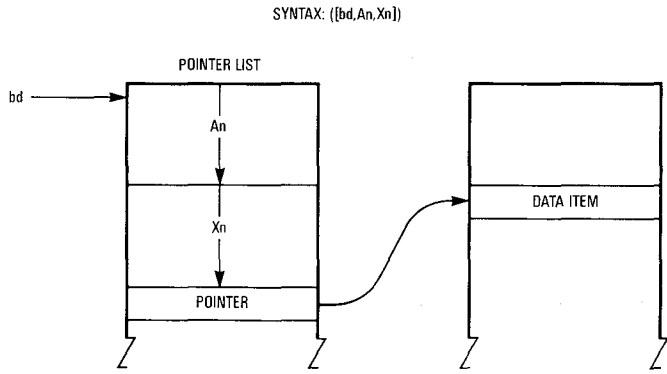 SYNTAX: ([bd,An,Xn])
POINTER LIST
bd
An
Xn
POINTER
DATA ITEM